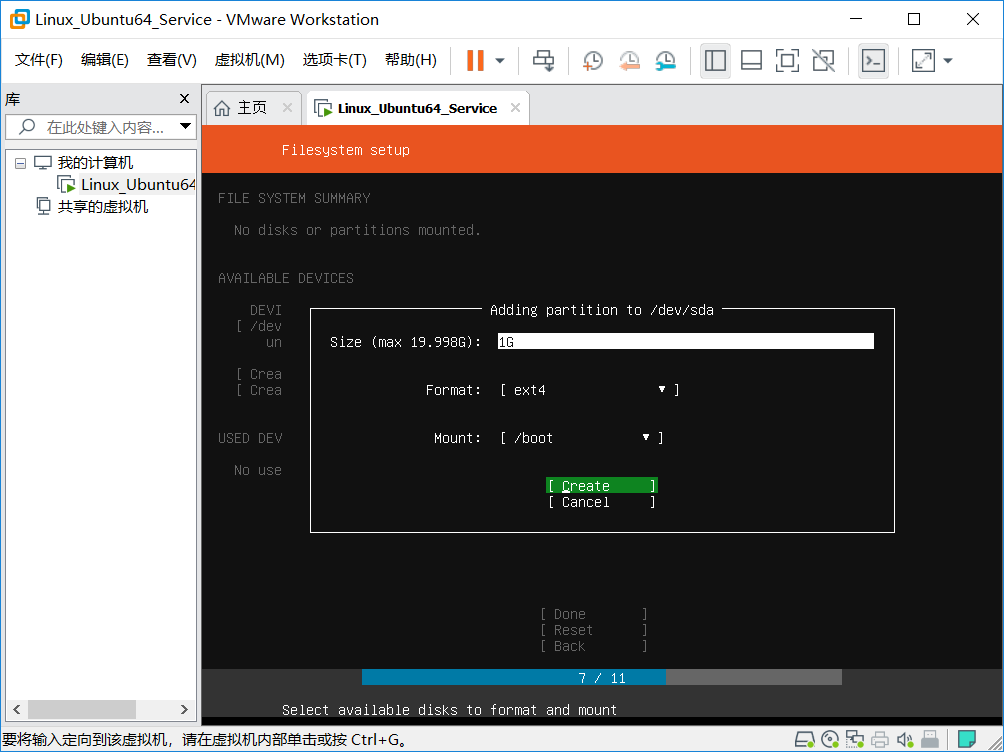 Linux_Ubuntu64_Service - VMware Workstation
文件(F) 编辑(E) 查看(V) 虚拟机(M) 选项卡(T) 帮助(H)
库
在此处键入内容...
我的计算机
Linux_Ubuntu64
共享的虚拟机
主页 Linux_Ubuntu64_Service
Filesystem setup
FILE SYSTEM SUMMARY
No disks or partitions mounted.
AVAILABLE DEVICES
DEVI
[ /dev
un
[ Crea
[ Crea
USED DEV
No use
Adding partition to /dev/sda
Size (max 19.998G): 1G
Format: [ ext4 ▾ ]
Mount: [ /boot ▾ ]
[ Create ]
[ Cancel ]
[ Done ]
[ Reset ]
[ Back ]
7 / 11
Select available disks to format and mount
要将输入定向到该虚拟机，请在虚拟机内部单击或按 Ctrl+G。